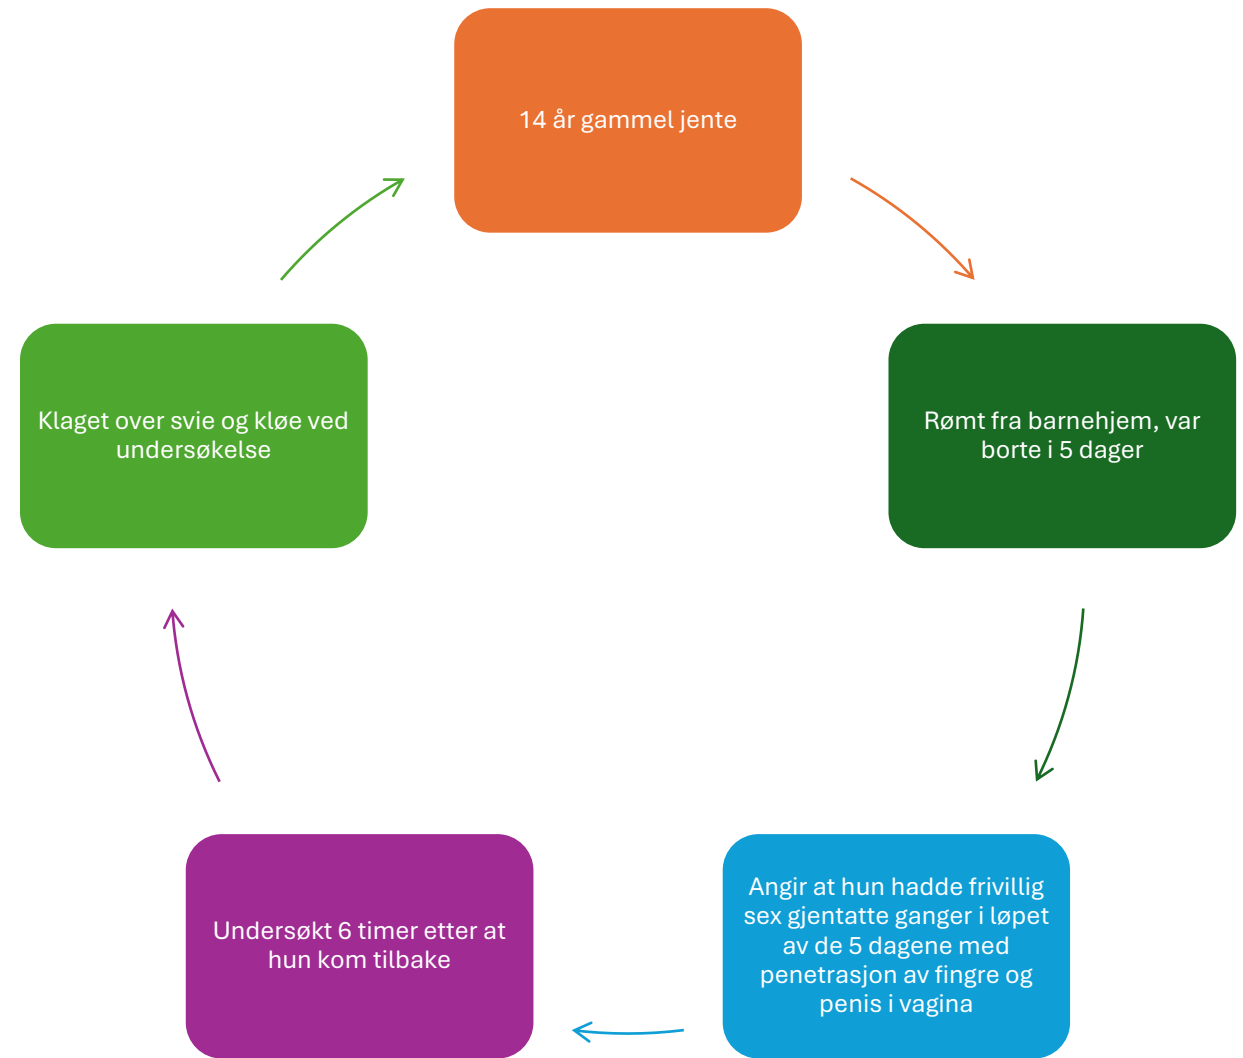 14 år gammel jente
Rømt fra barnehjem, var
borte i 5 dager
Angir at hun hadde frivillig
sex gjentatte ganger i løpet
av de 5 dagene med
penetrasjon av fingre og
penis i vagina
Undersøkt 6 timer etter at
hun kom tilbake
Klaget over svie og kløe ved
undersøkelse